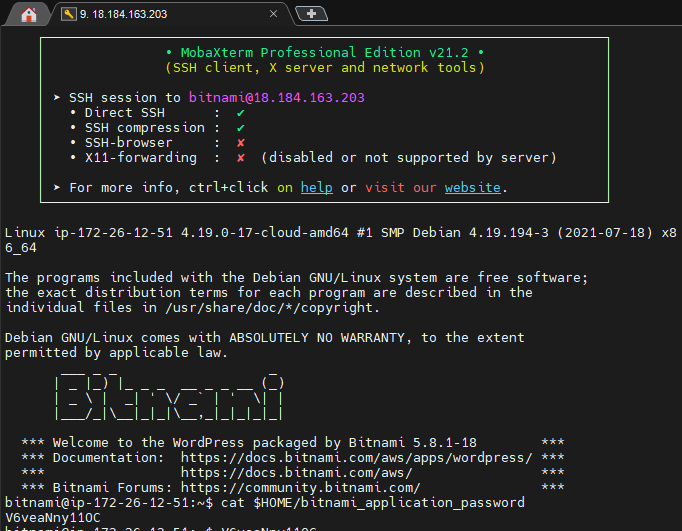 9. 18.184.163.203
• MobaXterm Professional Edition v21.2 •
(SSH client, X server and network tools)
➤ SSH session to bitnami@18.184.163.203
• Direct SSH : ✔
• SSH compression : ✔
• SSH-browser : ✘
• X11-forwarding : ✘ (disabled or not supported by server)
➤ For more info, ctrl+click on help or visit our website.
Linux ip-172-26-12-51 4.19.0-17-cloud-amd64 #1 SMP Debian 4.19.194-3 (2021-07-18) x8
6_64
The programs included with the Debian GNU/Linux system are free software;
the exact distribution terms for each program are described in the
individual files in /usr/share/doc/*/copyright.
Debian GNU/Linux comes with ABSOLUTELY NO WARRANTY, to the extent
permitted by applicable law.
Bitnami
*** Welcome to the WordPress packaged by Bitnami 5.8.1-18 ***
*** Documentation: https://docs.bitnami.com/aws/apps/wordpress/ ***
*** https://docs.bitnami.com/aws/ ***
*** Bitnami Forums: https://community.bitnami.com/ ***
bitnami@ip-172-26-12-51:~$ cat $HOME/bitnami_application_password
V6veaNny11OC